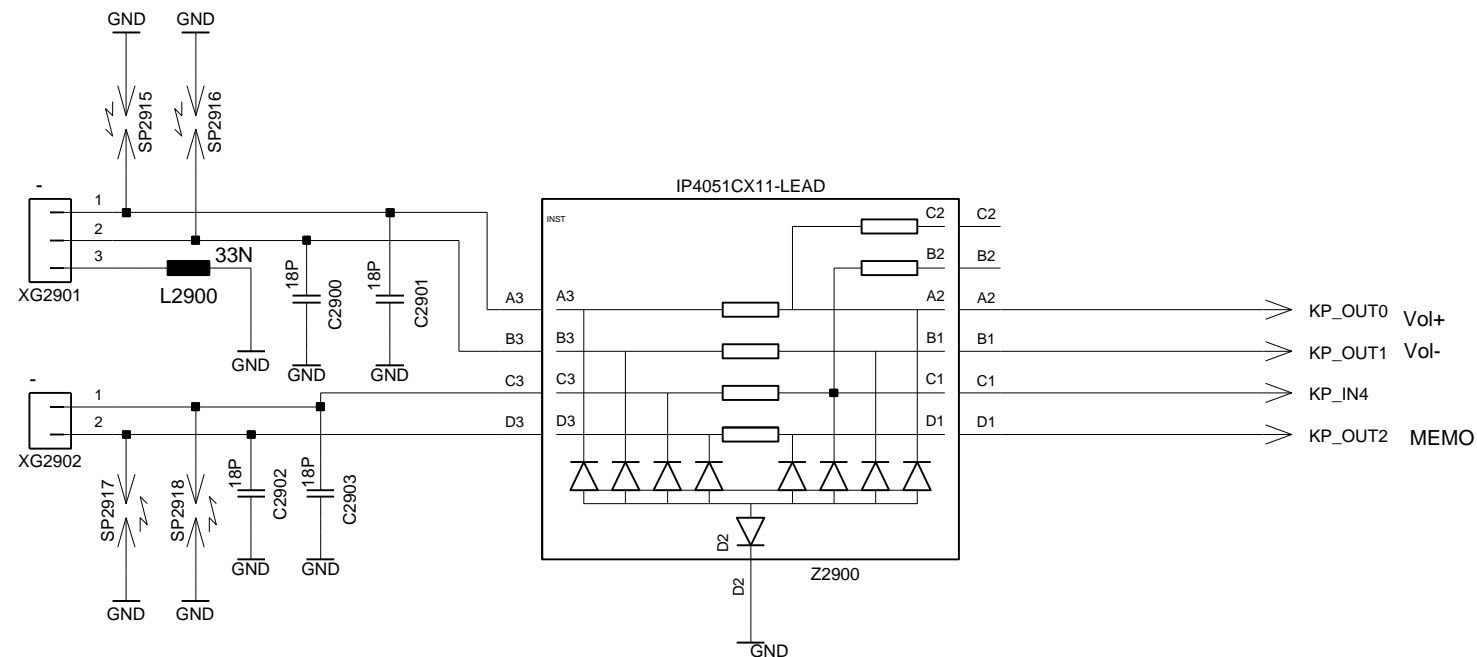 GND GND
SP2915 SP2916
IP4051CX11-LEAD
INST
-
1
2
3
XG2901
33N
L2900
18P
C2900
18P
C2901
GND
GND
GND
C2 C2
B2 B2
A3 A3 A2 A2 KP_OUT0 Vol+
B3 B3 B1 B1 KP_OUT1 Vol-
C3 C3 C1 C1 KP_IN4
D3 D3 D1 D1 KP_OUT2 MEMO
-
1
2
XG2902
SP2917
SP2918
18P
C2902
18P
C2903
GND
GND
GND
GND
D2
D2
Z2900
GND